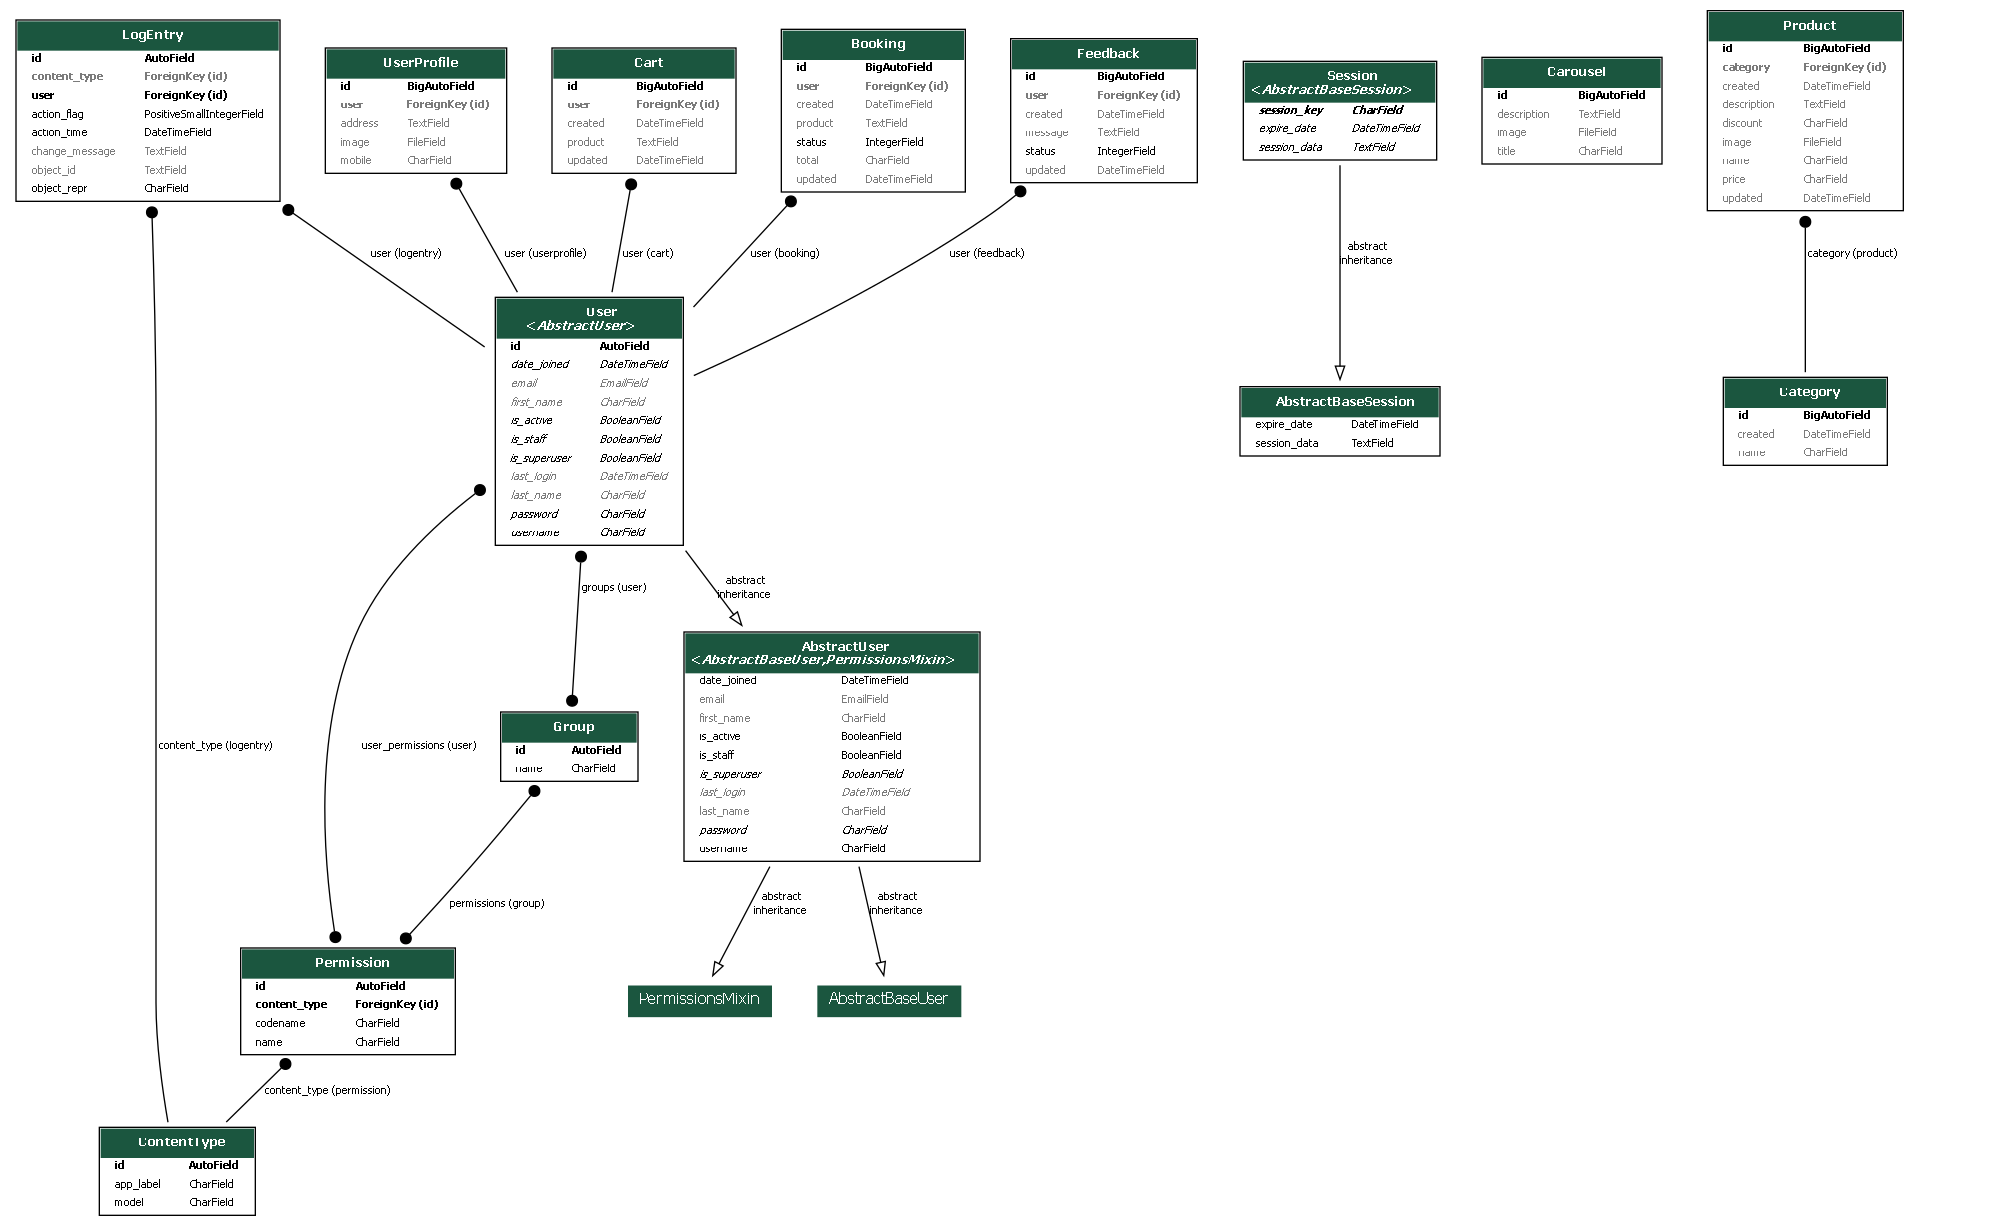 LogEntry
id AutoField
content_type ForeignKey (id)
user ForeignKey (id)
action_flag PositiveSmallIntegerField
action_time DateTimeField
change_message TextField
object_id TextField
object_repr CharField
UserProfile
id BigAutoField
user ForeignKey (id)
address TextField
image FileField
mobile CharField
Cart
id BigAutoField
user ForeignKey (id)
created DateTimeField
product TextField
updated DateTimeField
Booking
id BigAutoField
user ForeignKey (id)
created DateTimeField
product TextField
status IntegerField
total CharField
updated DateTimeField
Feedback
id BigAutoField
user ForeignKey (id)
created DateTimeField
message TextField
status IntegerField
updated DateTimeField
Session
<AbstractBaseSession>
session_key CharField
expire_date DateTimeField
session_data TextField
Carousel
id BigAutoField
description TextField
image FileField
title CharField
Product
id BigAutoField
category ForeignKey (id)
created DateTimeField
description TextField
discount CharField
image FileField
name CharField
price CharField
updated DateTimeField
user (logentry)
user (userprofile)
user (cart)
user (booking)
user (feedback)
abstract
inheritance
category (product)
User
<AbstractUser>
id AutoField
date_joined DateTimeField
email EmailField
first_name CharField
is_active BooleanField
is_staff BooleanField
is_superuser BooleanField
last_login DateTimeField
last_name CharField
password CharField
username CharField
AbstractBaseSession
expire_date DateTimeField
session_data TextField
Category
id BigAutoField
created DateTimeField
name CharField
groups (user)
abstract
inheritance
AbstractUser
<AbstractBaseUser,PermissionsMixin>
date_joined DateTimeField
email EmailField
first_name CharField
is_active BooleanField
is_staff BooleanField
is_superuser BooleanField
last_login DateTimeField
last_name CharField
password CharField
username CharField
content_type (logentry)
user_permissions (user)
Group
id AutoField
name CharField
permissions (group)
abstract
inheritance
abstract
inheritance
Permission
id AutoField
content_type ForeignKey (id)
codename CharField
name CharField
PermissionsMixin
AbstractBaseUser
content_type (permission)
ContentType
id AutoField
app_label CharField
model CharField